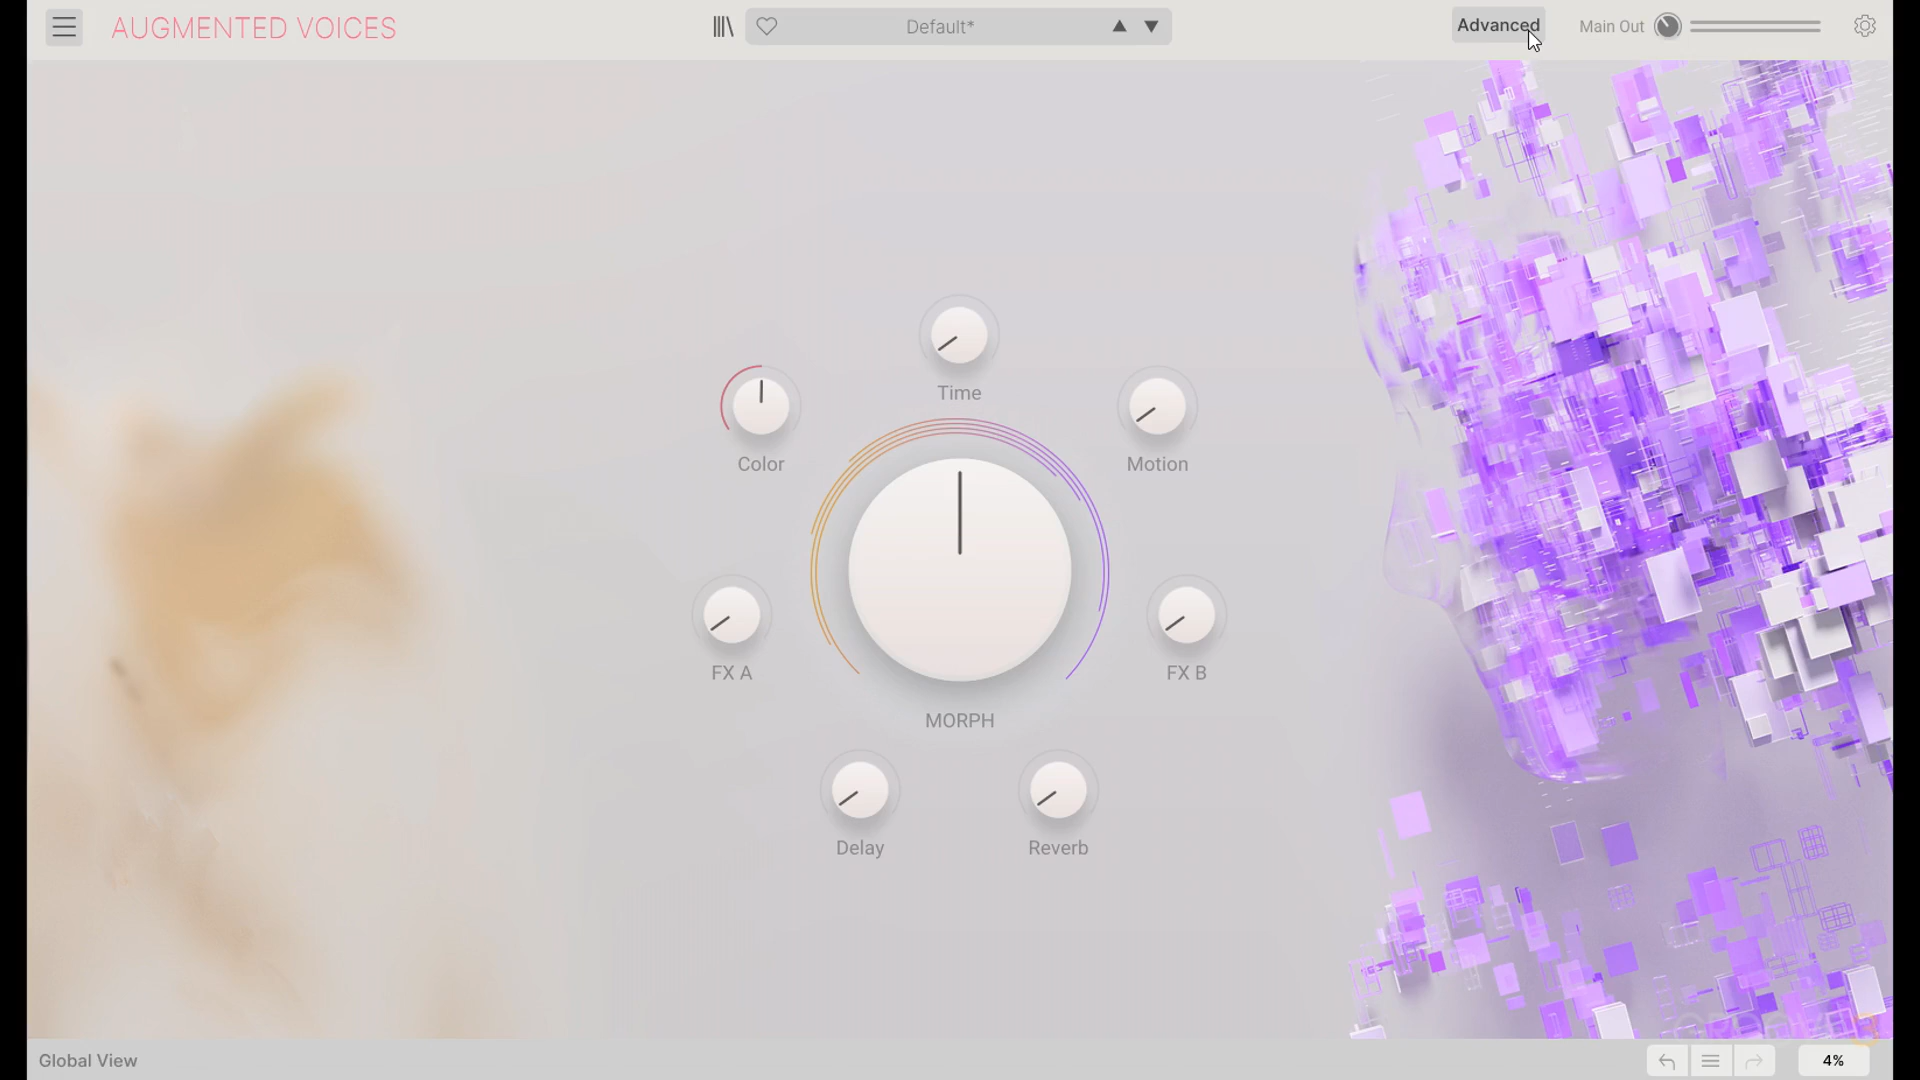 AUGMENTED VOICES
Default*
Advanced
Main Out
Time
Color
Motion
FX A
FX B
MORPH
Delay
Reverb
Global View
4%